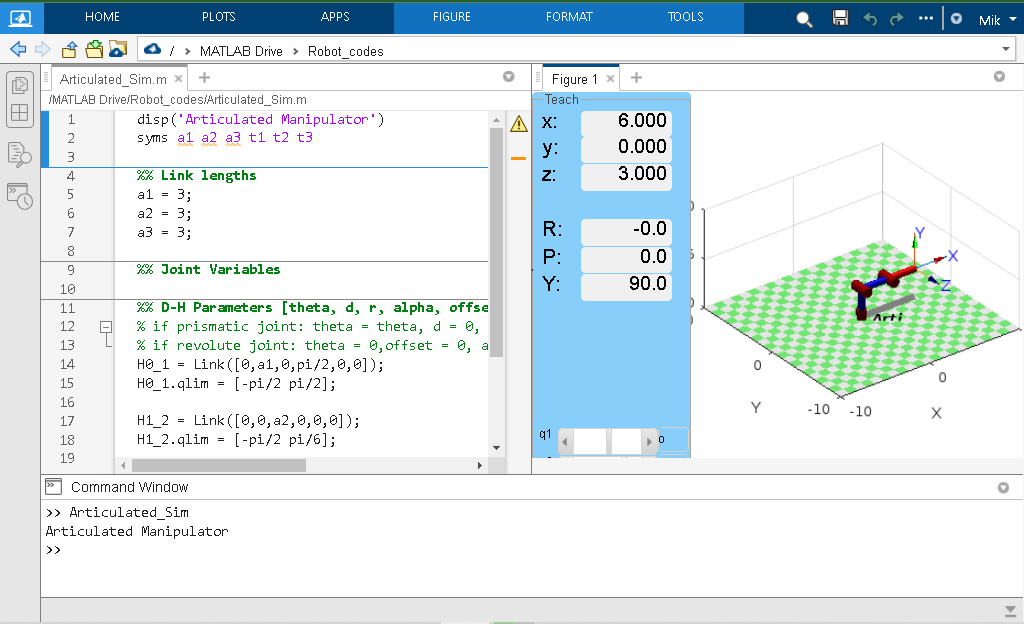 HOME PLOTS APPS FIGURE FORMAT TOOLS Mik
/ › MATLAB Drive › Robot_codes
Articulated_Sim.m × +
/MATLAB Drive/Robot_codes/Articulated_Sim.m
1 disp('Articulated Manipulator')
2 syms a1 a2 a3 t1 t2 t3
3
4 %% Link lengths
5 a1 = 3;
6 a2 = 3;
7 a3 = 3;
8
9 %% Joint Variables
10
11 %% D-H Parameters [theta, d, r, alpha, offse
12 % if prismatic joint: theta = theta, d = 0,
13 % if revolute joint: theta = 0,offset = 0, a
14 H0_1 = Link([0,a1,0,pi/2,0,0]);
15 H0_1.qlim = [-pi/2 pi/2];
16
17 H1_2 = Link([0,0,a2,0,0,0]);
18 H1_2.qlim = [-pi/2 pi/6];
19
Figure 1 × +
Teach
x: 6.000
y: 0.000
z: 3.000
R: -0.0
P: 0.0
Y: 90.0
q1
Y
X
Z
Arti
0
0
-10 -10
Y
X
Command Window
>> Articulated_Sim
Articulated Manipulator
>>